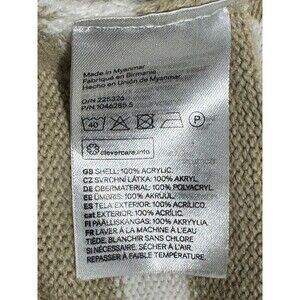 Made in Myanmar
Fabriqué en Birmanie
Hecho en Unión de Myanmar
O/N 225326
P/N 1046285.5
40
P
clevercare.info
GB SHELL: 100% ACRYLIC.
CZ SVRCHNÍ LÁTKA: 100% AKRYL.
DE OBERMATERIAL: 100% POLYACRYL.
EE ÜMBRIS: 100% AKRÜÜL.
ES TELA EXTERIOR: 100% ACRÍLICO.
cat EXTERIOR: 100% ACRÍLIC.
FI PÄÄLLISKANGAS: 100% AKRYYLIA.
FR LAVER À LA MACHINE À L'EAU
TIÈDE. BLANCHIR SANS CHLORE
SI NÉCESSAIRE. SÉCHER À L'AIR.
REPASSER À FAIBLE TEMPÉRATURE.